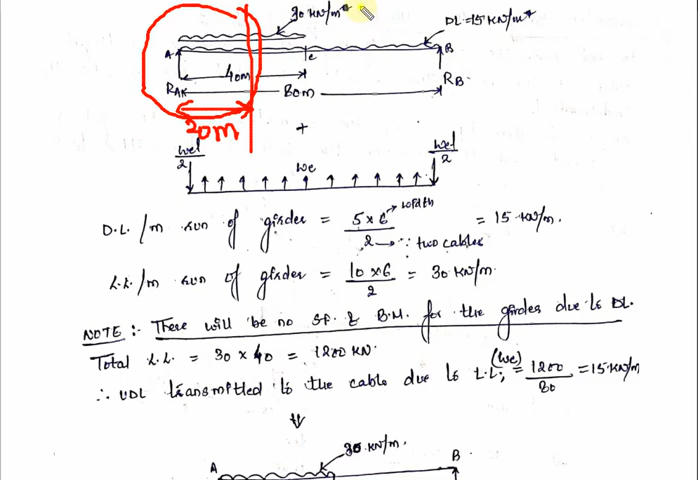 30 KN/m
DL=15 KN/m
A
C
B
40m
RA
80m
RB
20m
+
wel/2
we
wel/2
D.L./m run of girder = 5×6/2 = 15 KN/m.
width
∵ two cables
L.L./m run of girder = 10×6/2 = 30 KN/m.
NOTE :- There will be no S.F. & B.M. for the girder due to DL.
Total L.L. = 30 × 40 = 1200 KN.
∴ UDL transmitted to the cable due to L.L; (we) = 1200/80 = 15 KN/m
⇓
30 KN/m.
A
B